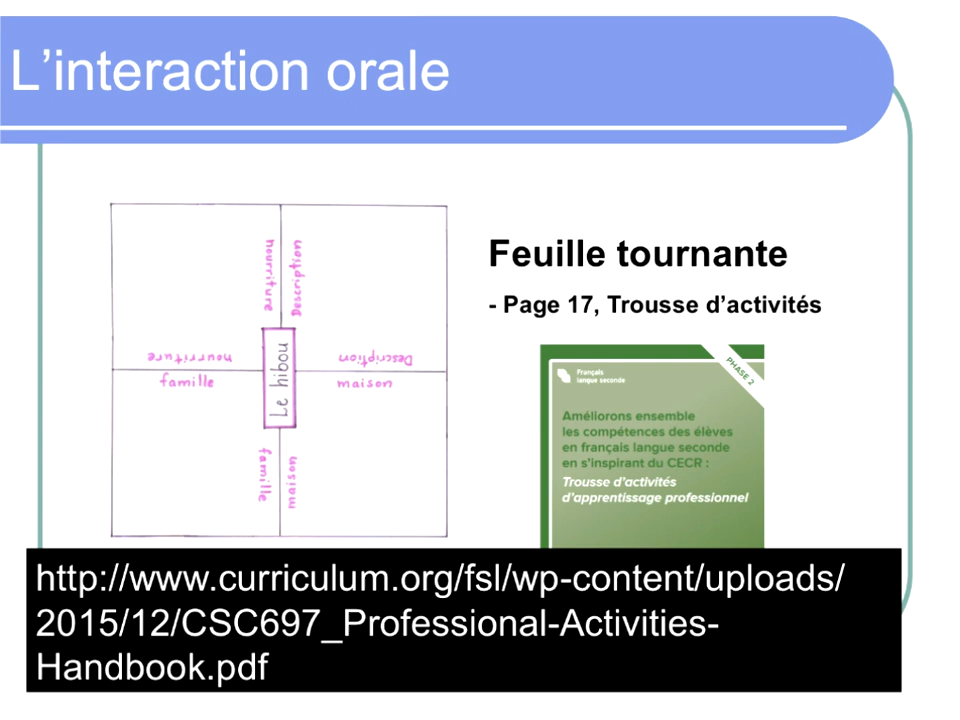 L’interaction orale
nourriture
Description
nourriture
Description
Le hibou
famille
maison
famille
maison
Feuille tournante
- Page 17, Trousse d’activités
PHASE 2
Français
langue seconde
Améliorons ensemble
les compétences des élèves
en français langue seconde
en s’inspirant du CECR :
Trousse d’activités
d’apprentissage professionnel
http://www.curriculum.org/fsl/wp-content/uploads/
2015/12/CSC697_Professional-Activities-
Handbook.pdf